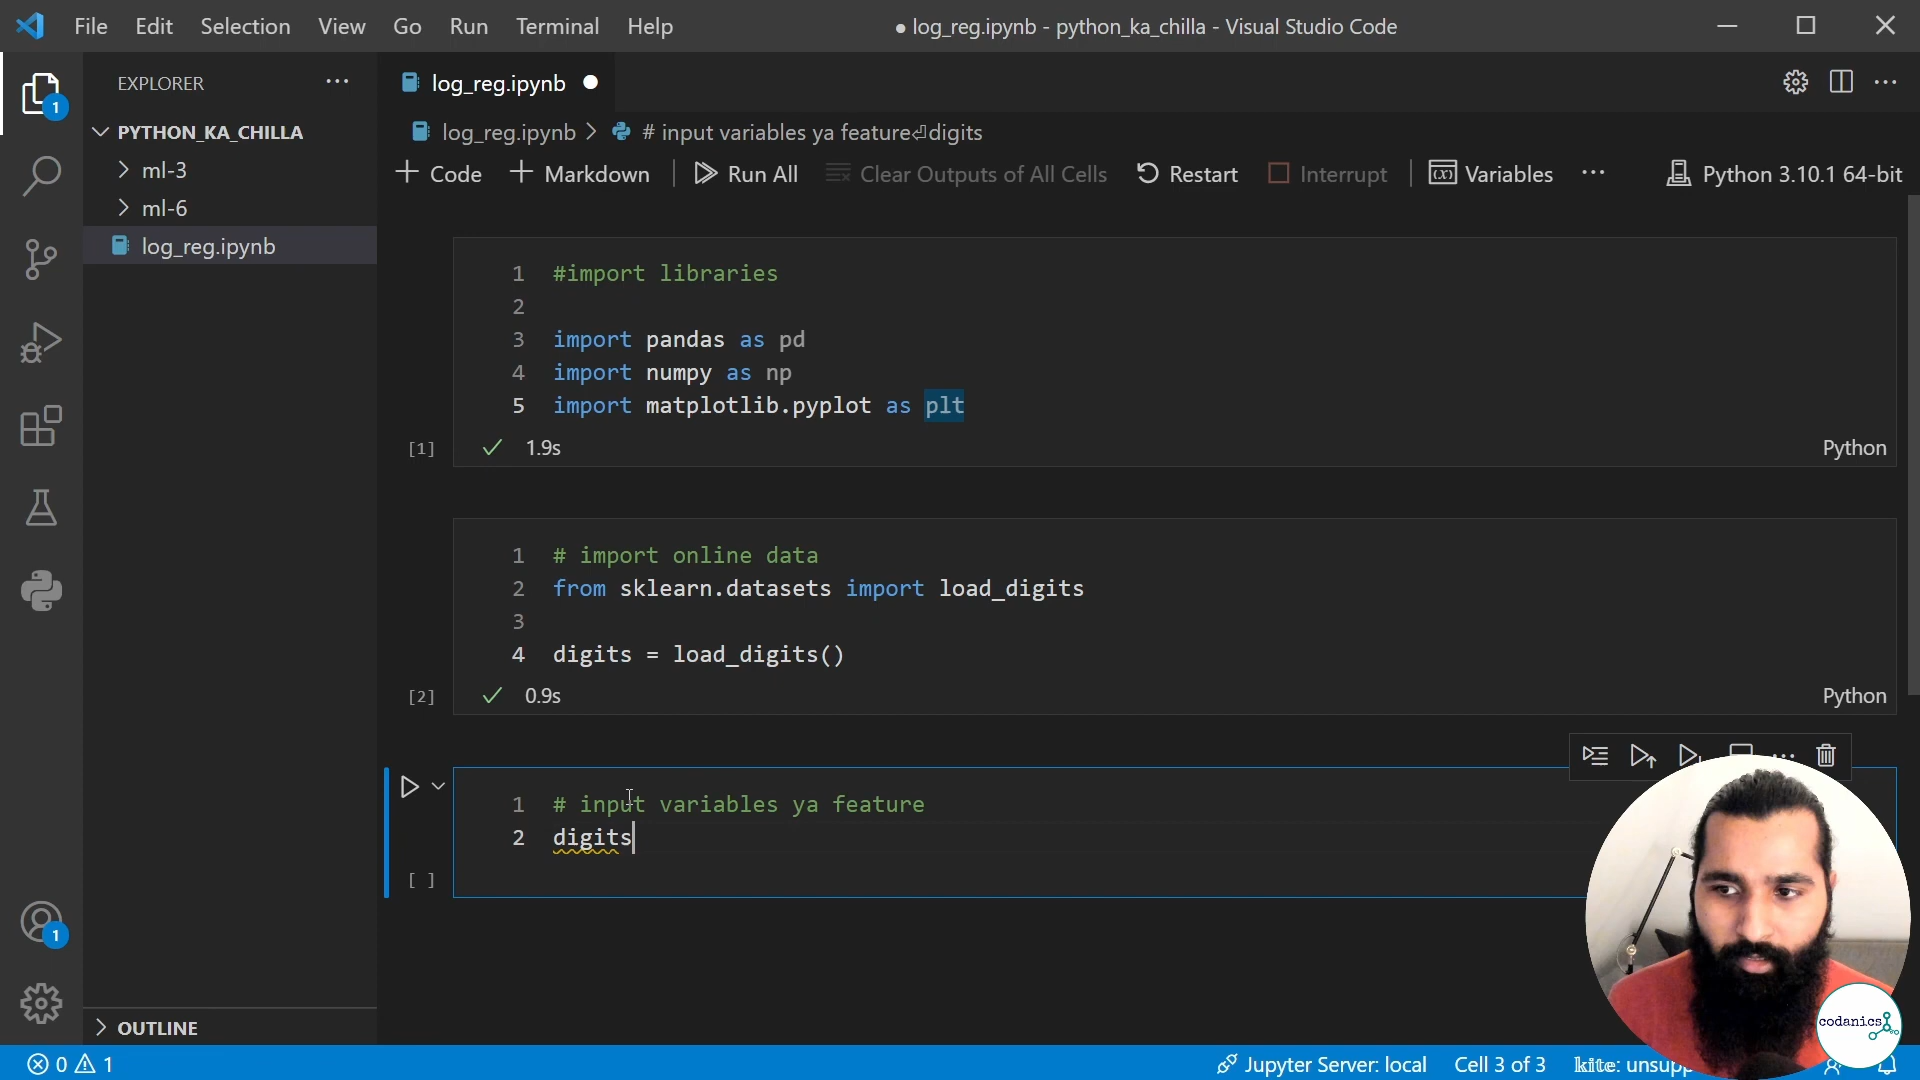 File Edit Selection View Go Run Terminal Help
● log_reg.ipynb - python_ka_chilla - Visual Studio Code
EXPLORER
1
PYTHON_KA_CHILLA
ml-3
ml-6
log_reg.ipynb
OUTLINE
1
log_reg.ipynb
log_reg.ipynb > # input variables ya feature⏎digits
+ Code + Markdown Run All Clear Outputs of All Cells Restart Interrupt Variables ··· Python 3.10.1 64-bit
1 #import libraries
2
3 import pandas as pd
4 import numpy as np
5 import matplotlib.pyplot as plt
[1] ✓ 1.9s Python
1 # import online data
2 from sklearn.datasets import load_digits
3
4 digits = load_digits()
[2] ✓ 0.9s Python
1 # input variables ya feature
2 digits
[ ]
codanics
0 1 Jupyter Server: local Cell 3 of 3 kite: unsupp